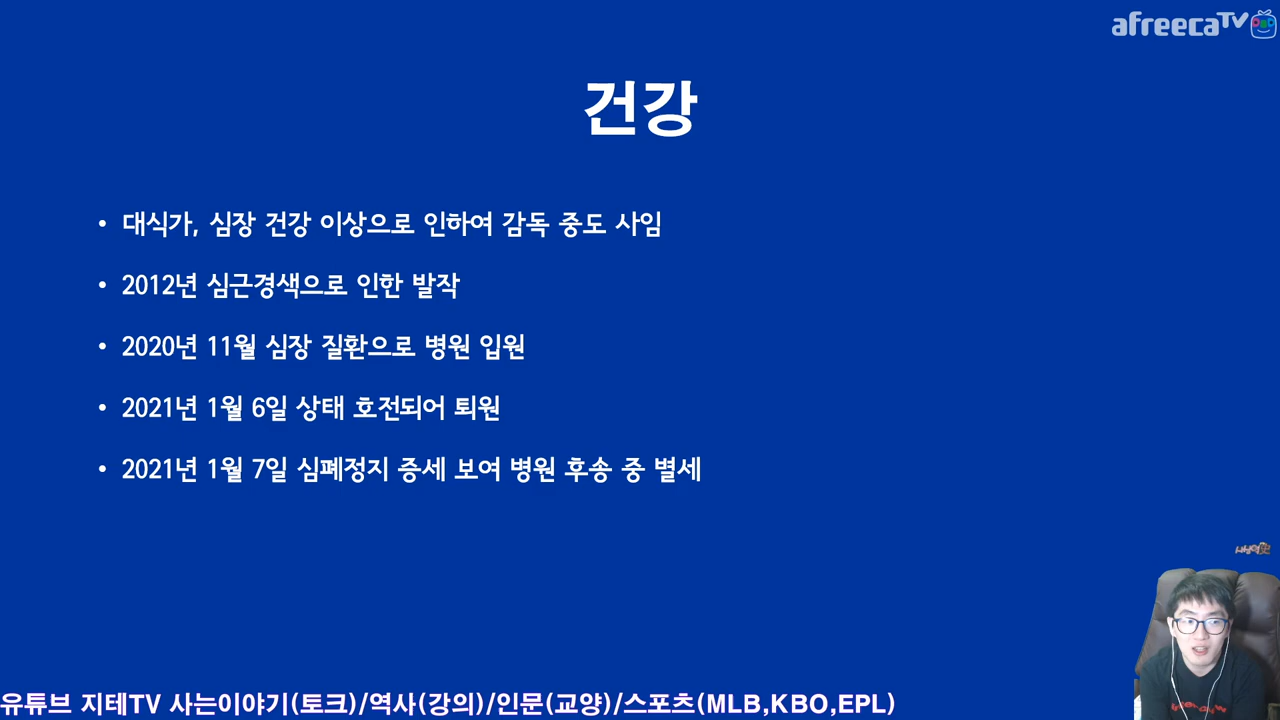 afreecaTV
건강
• 대식가, 심장 건강 이상으로 인하여 감독 중도 사임
• 2012년 심근경색으로 인한 발작
• 2020년 11월 심장 질환으로 병원 입원
• 2021년 1월 6일 상태 호전되어 퇴원
• 2021년 1월 7일 심폐정지 증세 보여 병원 후송 중 별세
유튜브 지테TV 사는이야기(토크)/역사(강의)/인문(교양)/스포츠(MLB,KBO,EPL)